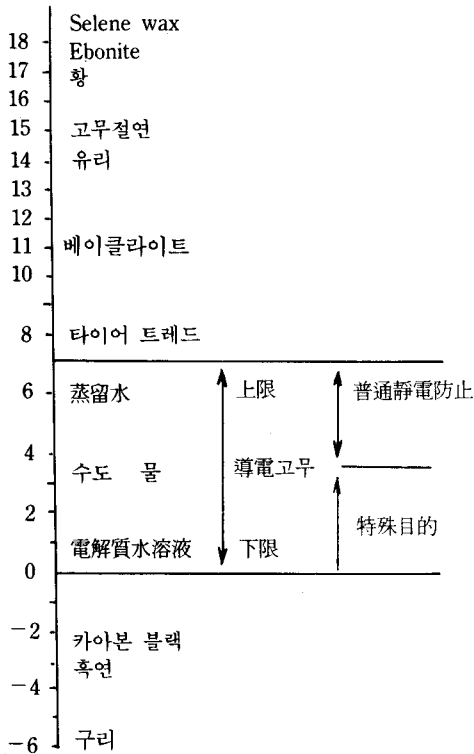 Selene wax
18 Ebonite
17 황
16
15 고무절연
14 유리
13
12
11 베이클라이트
10
8 타이어 트레드
6 蒸留水 上限 普通靜電防止
4 수도 물 導電고무
2 特殊目的
電解質水溶液 下限
0
-2 카아본 블랙
흑연
-4
구리
-6